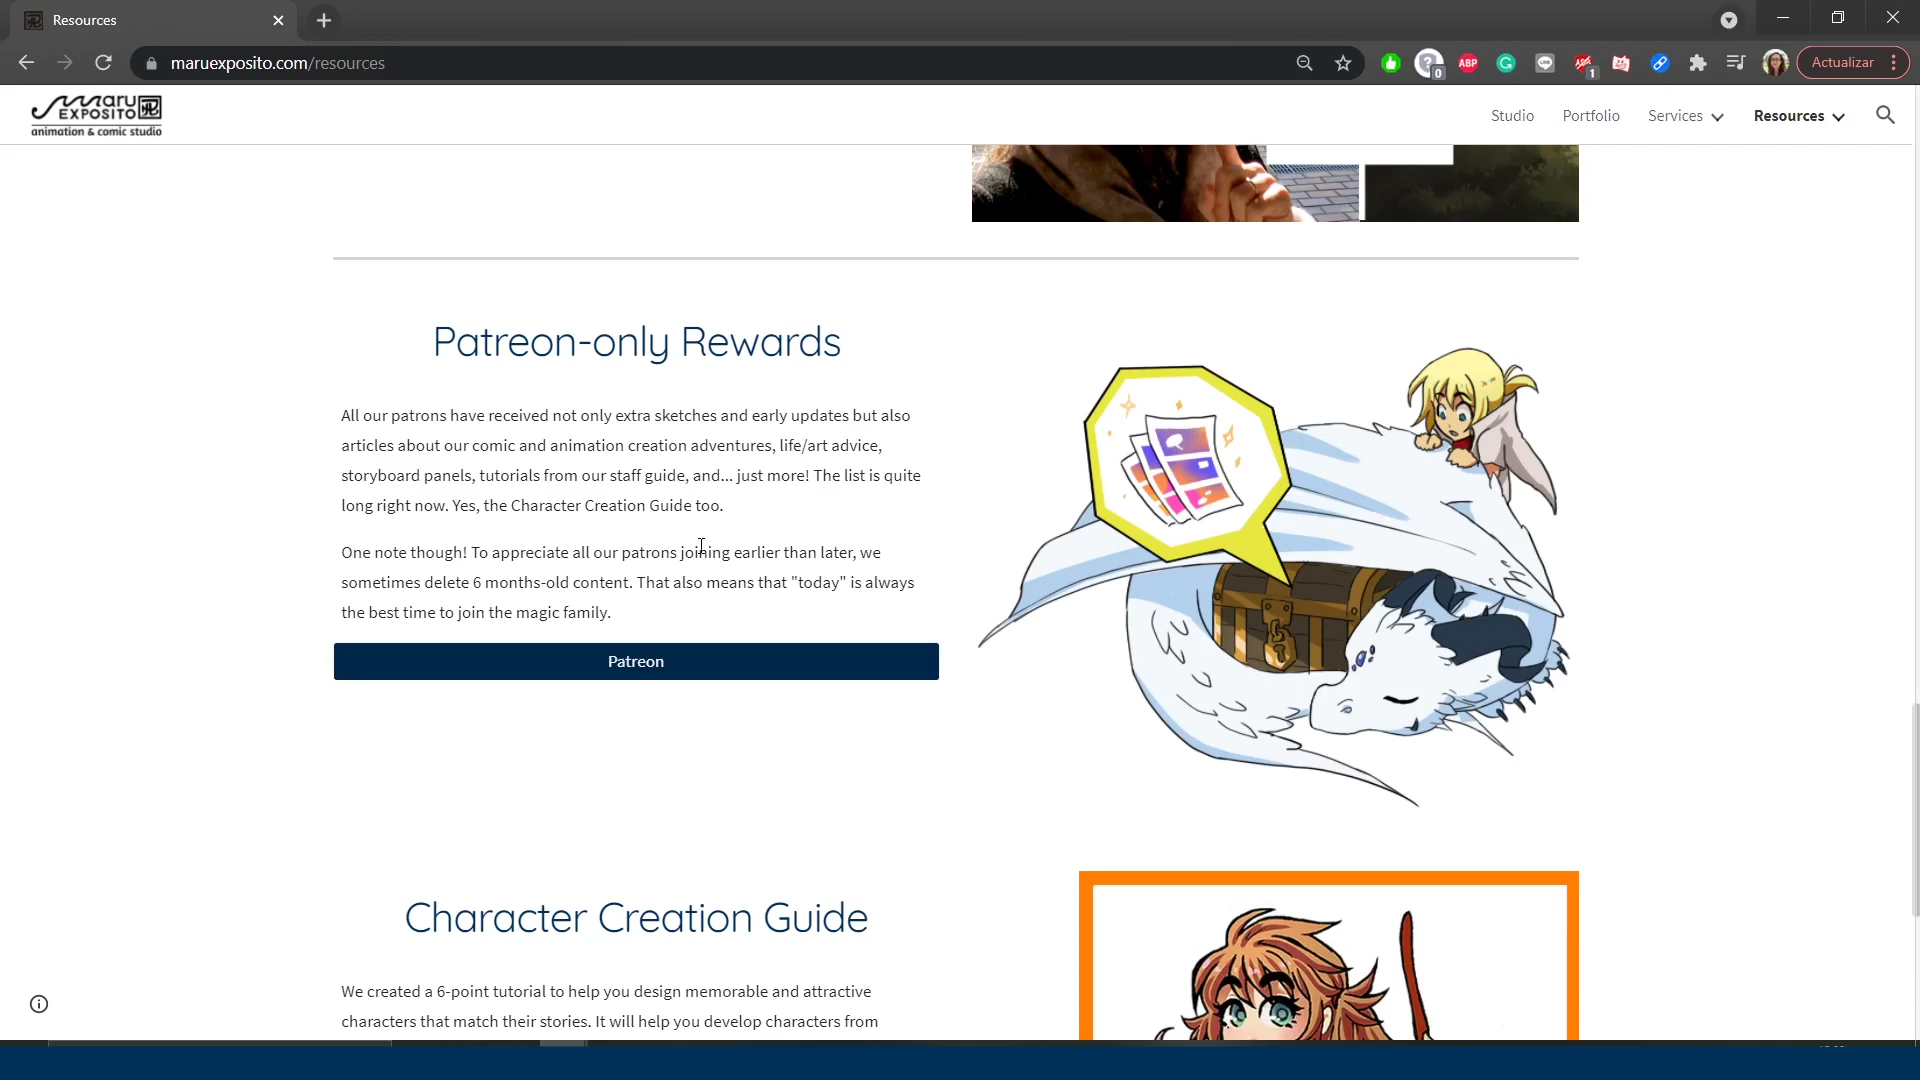 Resources
maruexposito.com/resources
ABP
0
1
Actualizar
Maru
EXPOSITO
animation & comic studio
Studio
Portfolio
Services
Resources
Patreon-only Rewards
All our patrons have received not only extra sketches and early updates but also
articles about our comic and animation creation adventures, life/art advice,
storyboard panels, tutorials from our staff guide, and... just more! The list is quite
long right now. Yes, the Character Creation Guide too.
One note though! To appreciate all our patrons joining earlier than later, we
sometimes delete 6 months-old content. That also means that "today" is always
the best time to join the magic family.
Patreon
Character Creation Guide
We created a 6-point tutorial to help you design memorable and attractive
characters that match their stories. It will help you develop characters from